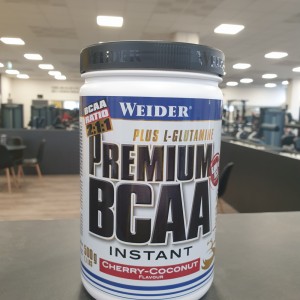 WEIDER
BCAA
RATIO
2:1:1
PLUS L-GLUTAMINE
PREMIUM
BCAA
INSTANT
CHERRY-COCONUT
FLAVOUR